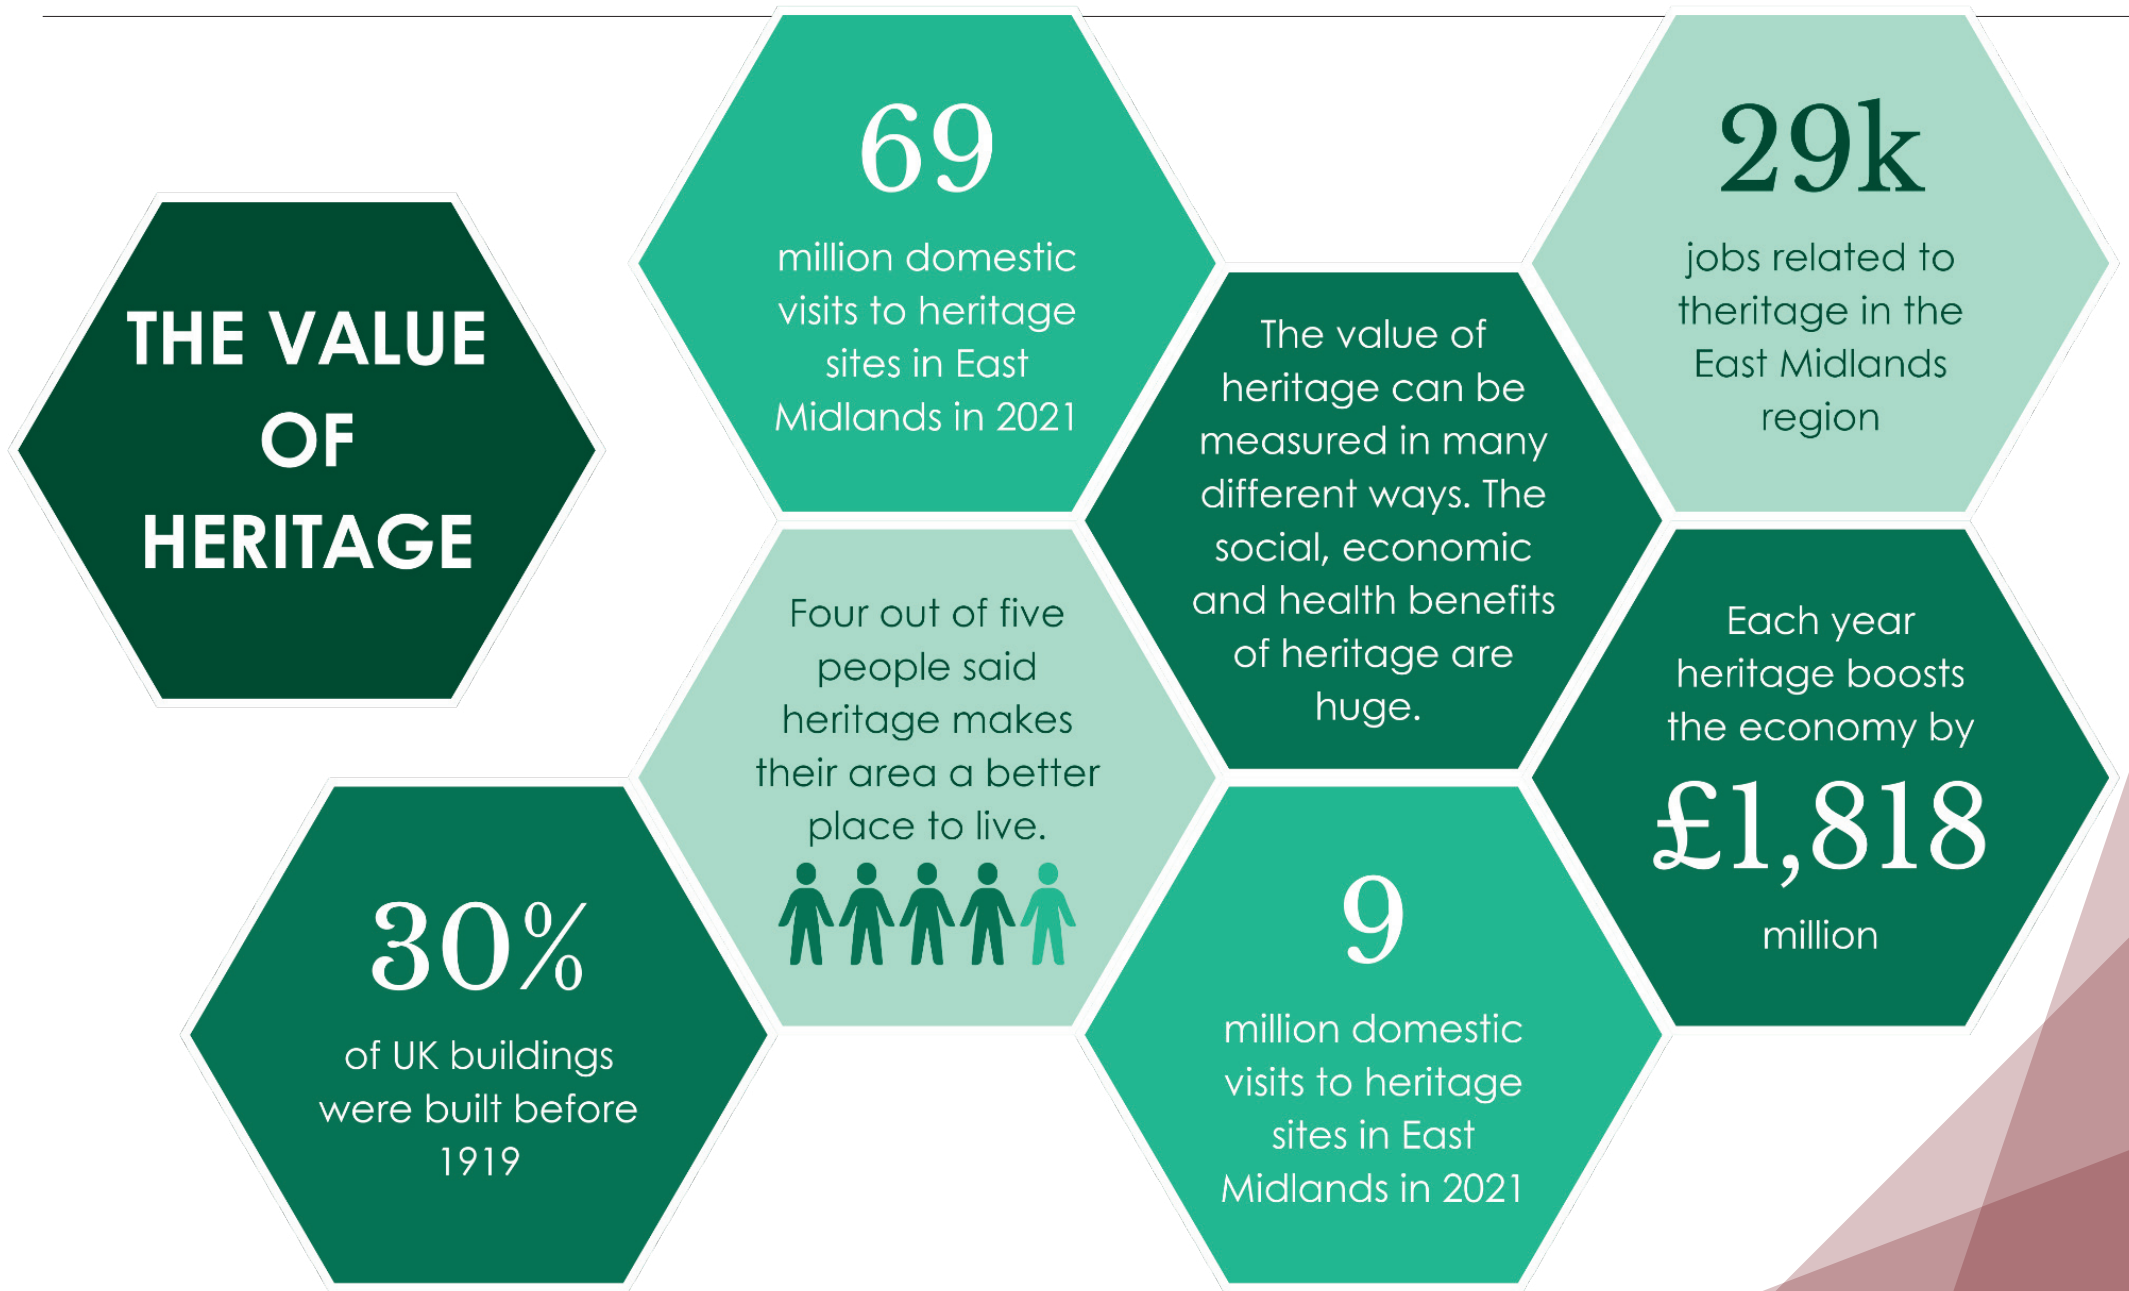 THE VALUE
OF
HERITAGE
69
million domestic
visits to heritage
sites in East
Midlands in 2021
29k
jobs related to
theritage in the
East Midlands
region
The value of
heritage can be
measured in many
different ways. The
social, economic
and health benefits
of heritage are
huge.
Four out of five
people said
heritage makes
their area a better
place to live.
Each year
heritage boosts
the economy by
£1,818
million
30%
of UK buildings
were built before
1919
9
million domestic
visits to heritage
sites in East
Midlands in 2021